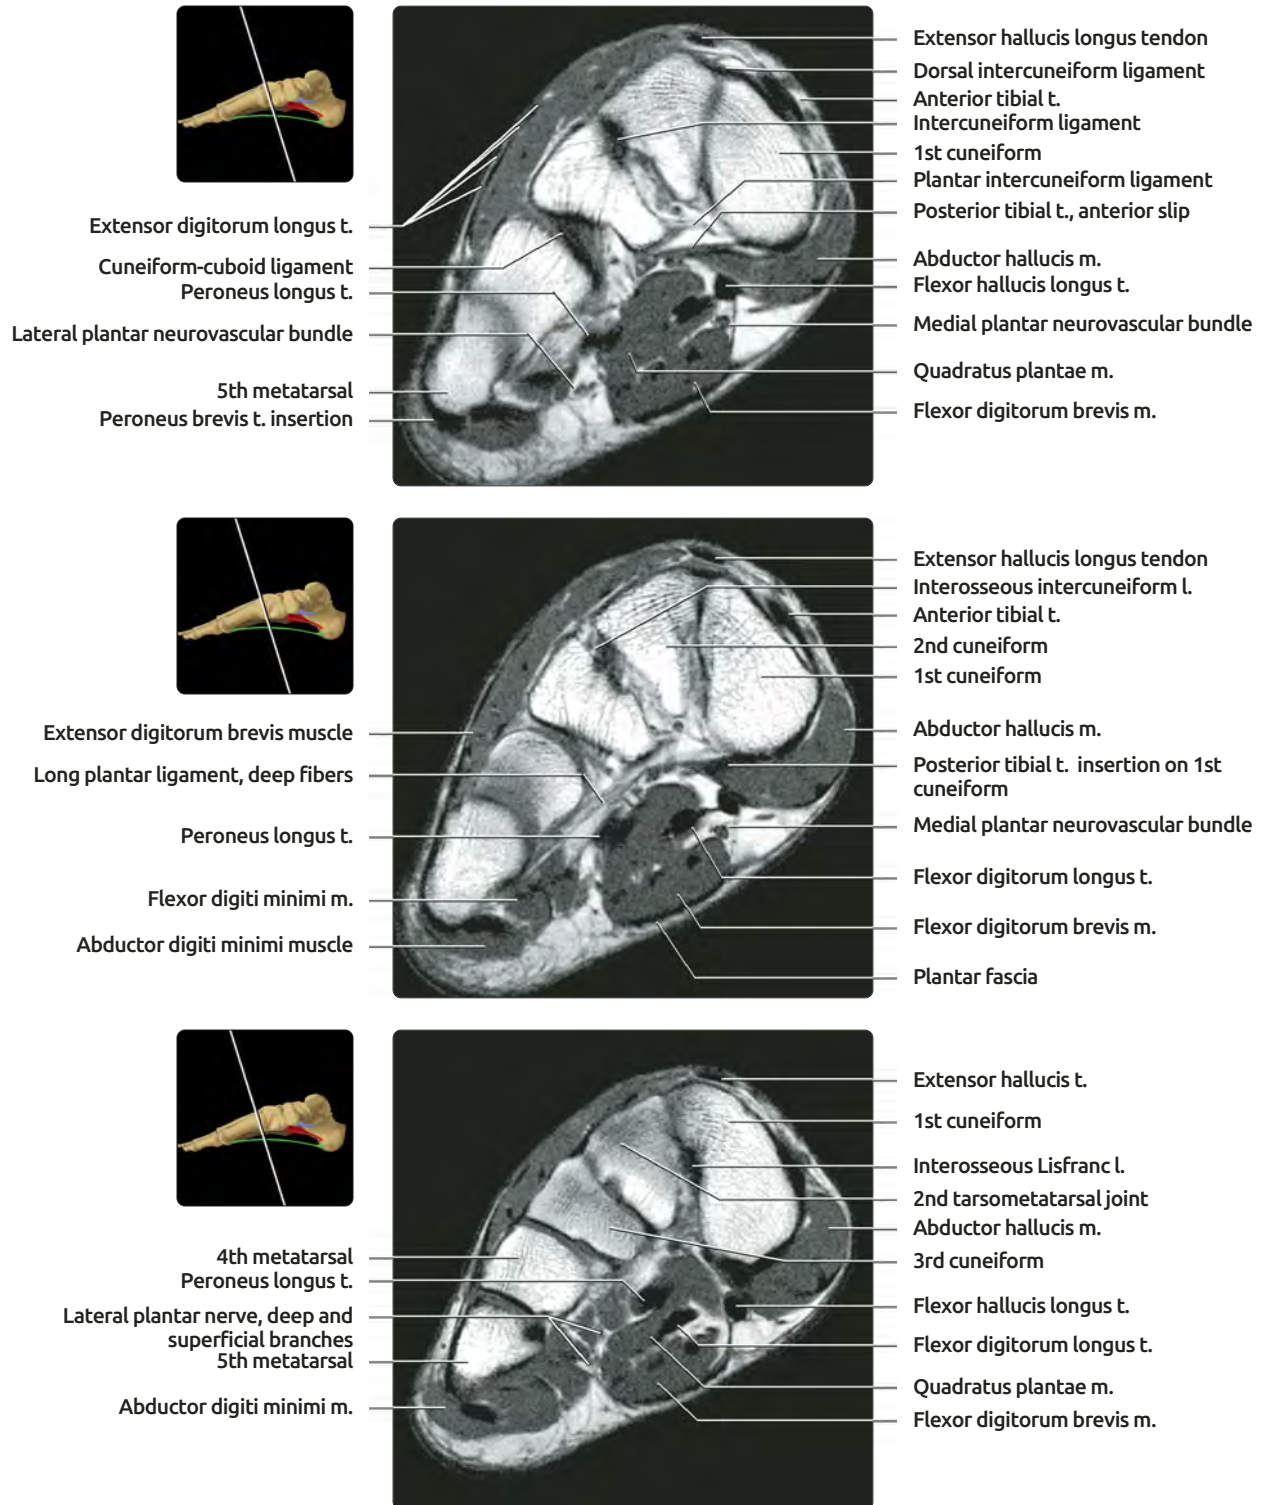 Extensor hallucis longus tendon
Dorsal intercuneiform ligament
Anterior tibial t.
Intercuneiform ligament
1st cuneiform
Plantar intercuneiform ligament
Posterior tibial t., anterior slip
Abductor hallucis m.
Flexor hallucis longus t.
Medial plantar neurovascular bundle
Quadratus plantae m.
Flexor digitorum brevis m.
Extensor digitorum longus t.
Cuneiform-cuboid ligament
Peroneus longus t.
Lateral plantar neurovascular bundle
5th metatarsal
Peroneus brevis t. insertion
Extensor hallucis longus tendon
Interosseous intercuneiform l.
Anterior tibial t.
2nd cuneiform
1st cuneiform
Abductor hallucis m.
Posterior tibial t. insertion on 1st
cuneiform
Medial plantar neurovascular bundle
Flexor digitorum longus t.
Flexor digitorum brevis m.
Plantar fascia
Extensor digitorum brevis muscle
Long plantar ligament, deep fibers
Peroneus longus t.
Flexor digiti minimi m.
Abductor digiti minimi muscle
Extensor hallucis t.
1st cuneiform
Interosseous Lisfranc l.
2nd tarsometatarsal joint
Abductor hallucis m.
3rd cuneiform
Flexor hallucis longus t.
Flexor digitorum longus t.
Quadratus plantae m.
Flexor digitorum brevis m.
4th metatarsal
Peroneus longus t.
Lateral plantar nerve, deep and
superficial branches
5th metatarsal
Abductor digiti minimi m.